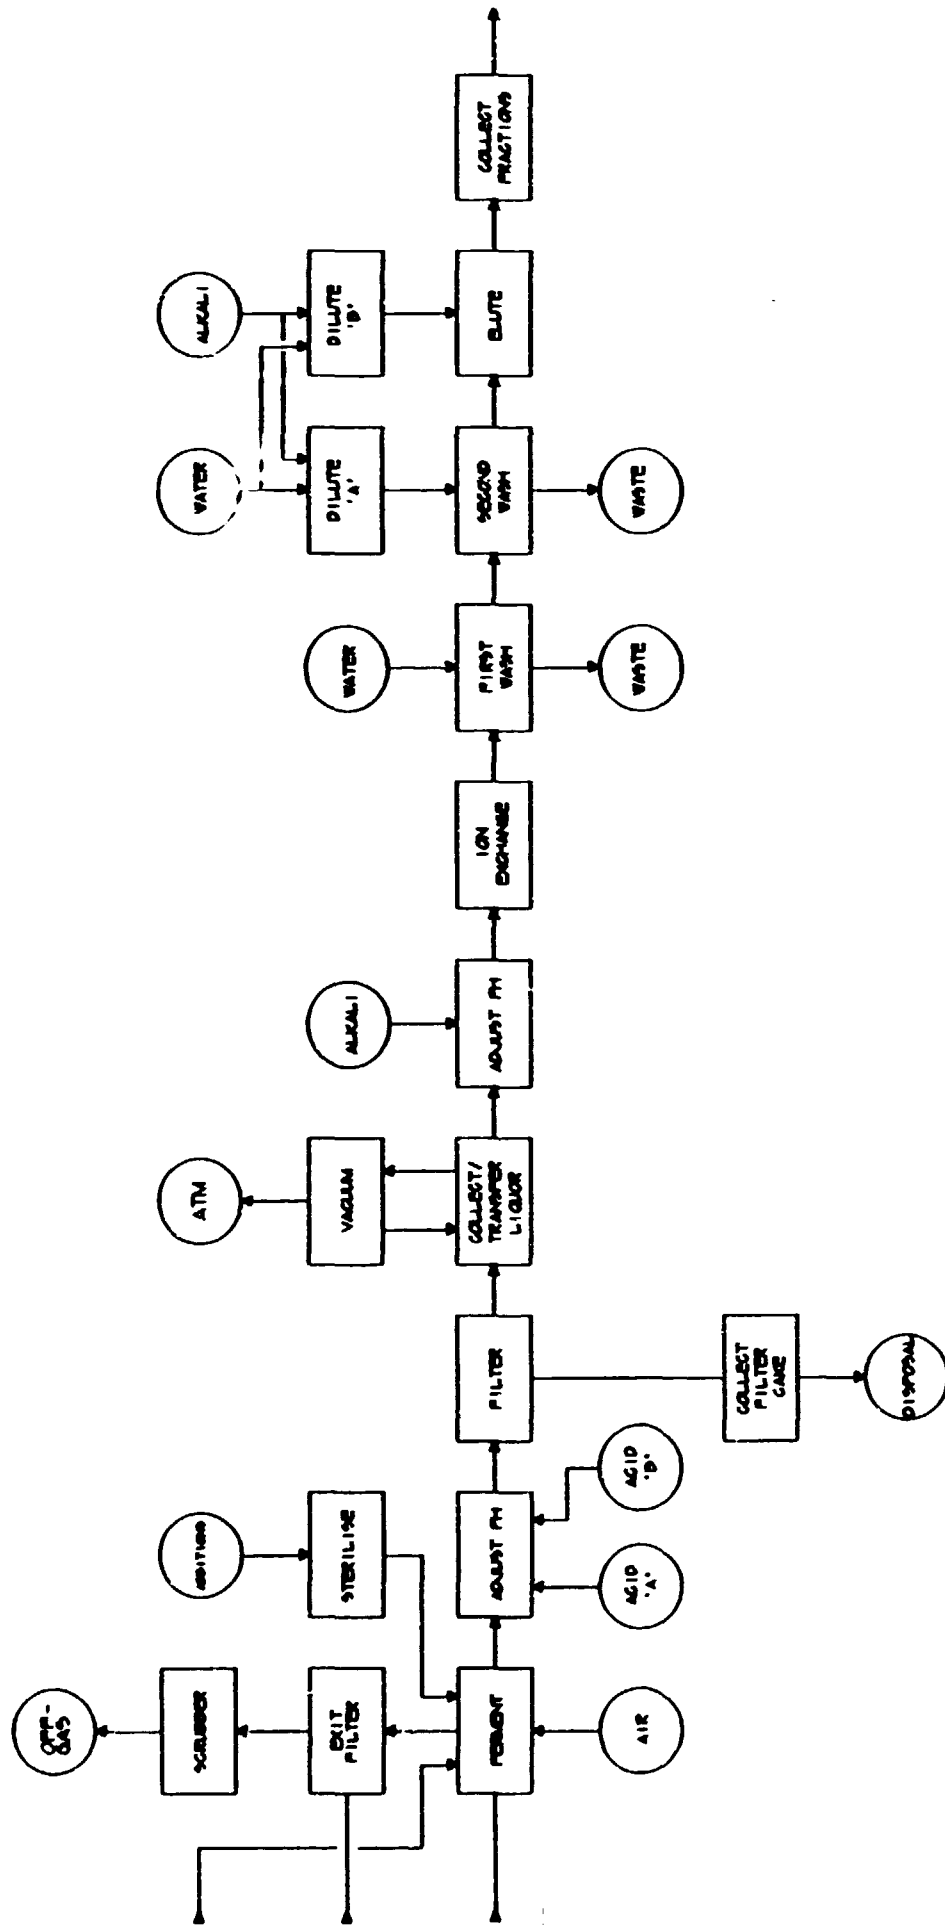 OFF-
GAS
SCRUBBER
EXIT
FILTER
FERMENT
AIR
ADDITIONS
STERILISE
ADJUST PH
ACID
'A'
ACID
'B'
FILTER
COLLECT
FILTER
CAKE
DISPOSAL
ATM
VACUUM
COLLECT/
TRANSFER
LIQUOR
ALKALI
ADJUST PH
ION
EXCHANGE
WATER
FIRST
WASH
WASTE
WATER
DILUTE
'A'
SECOND
WASH
WASTE
ALKALI
DILUTE
'B'
ELUTE
COLLECT
FRACTIONS